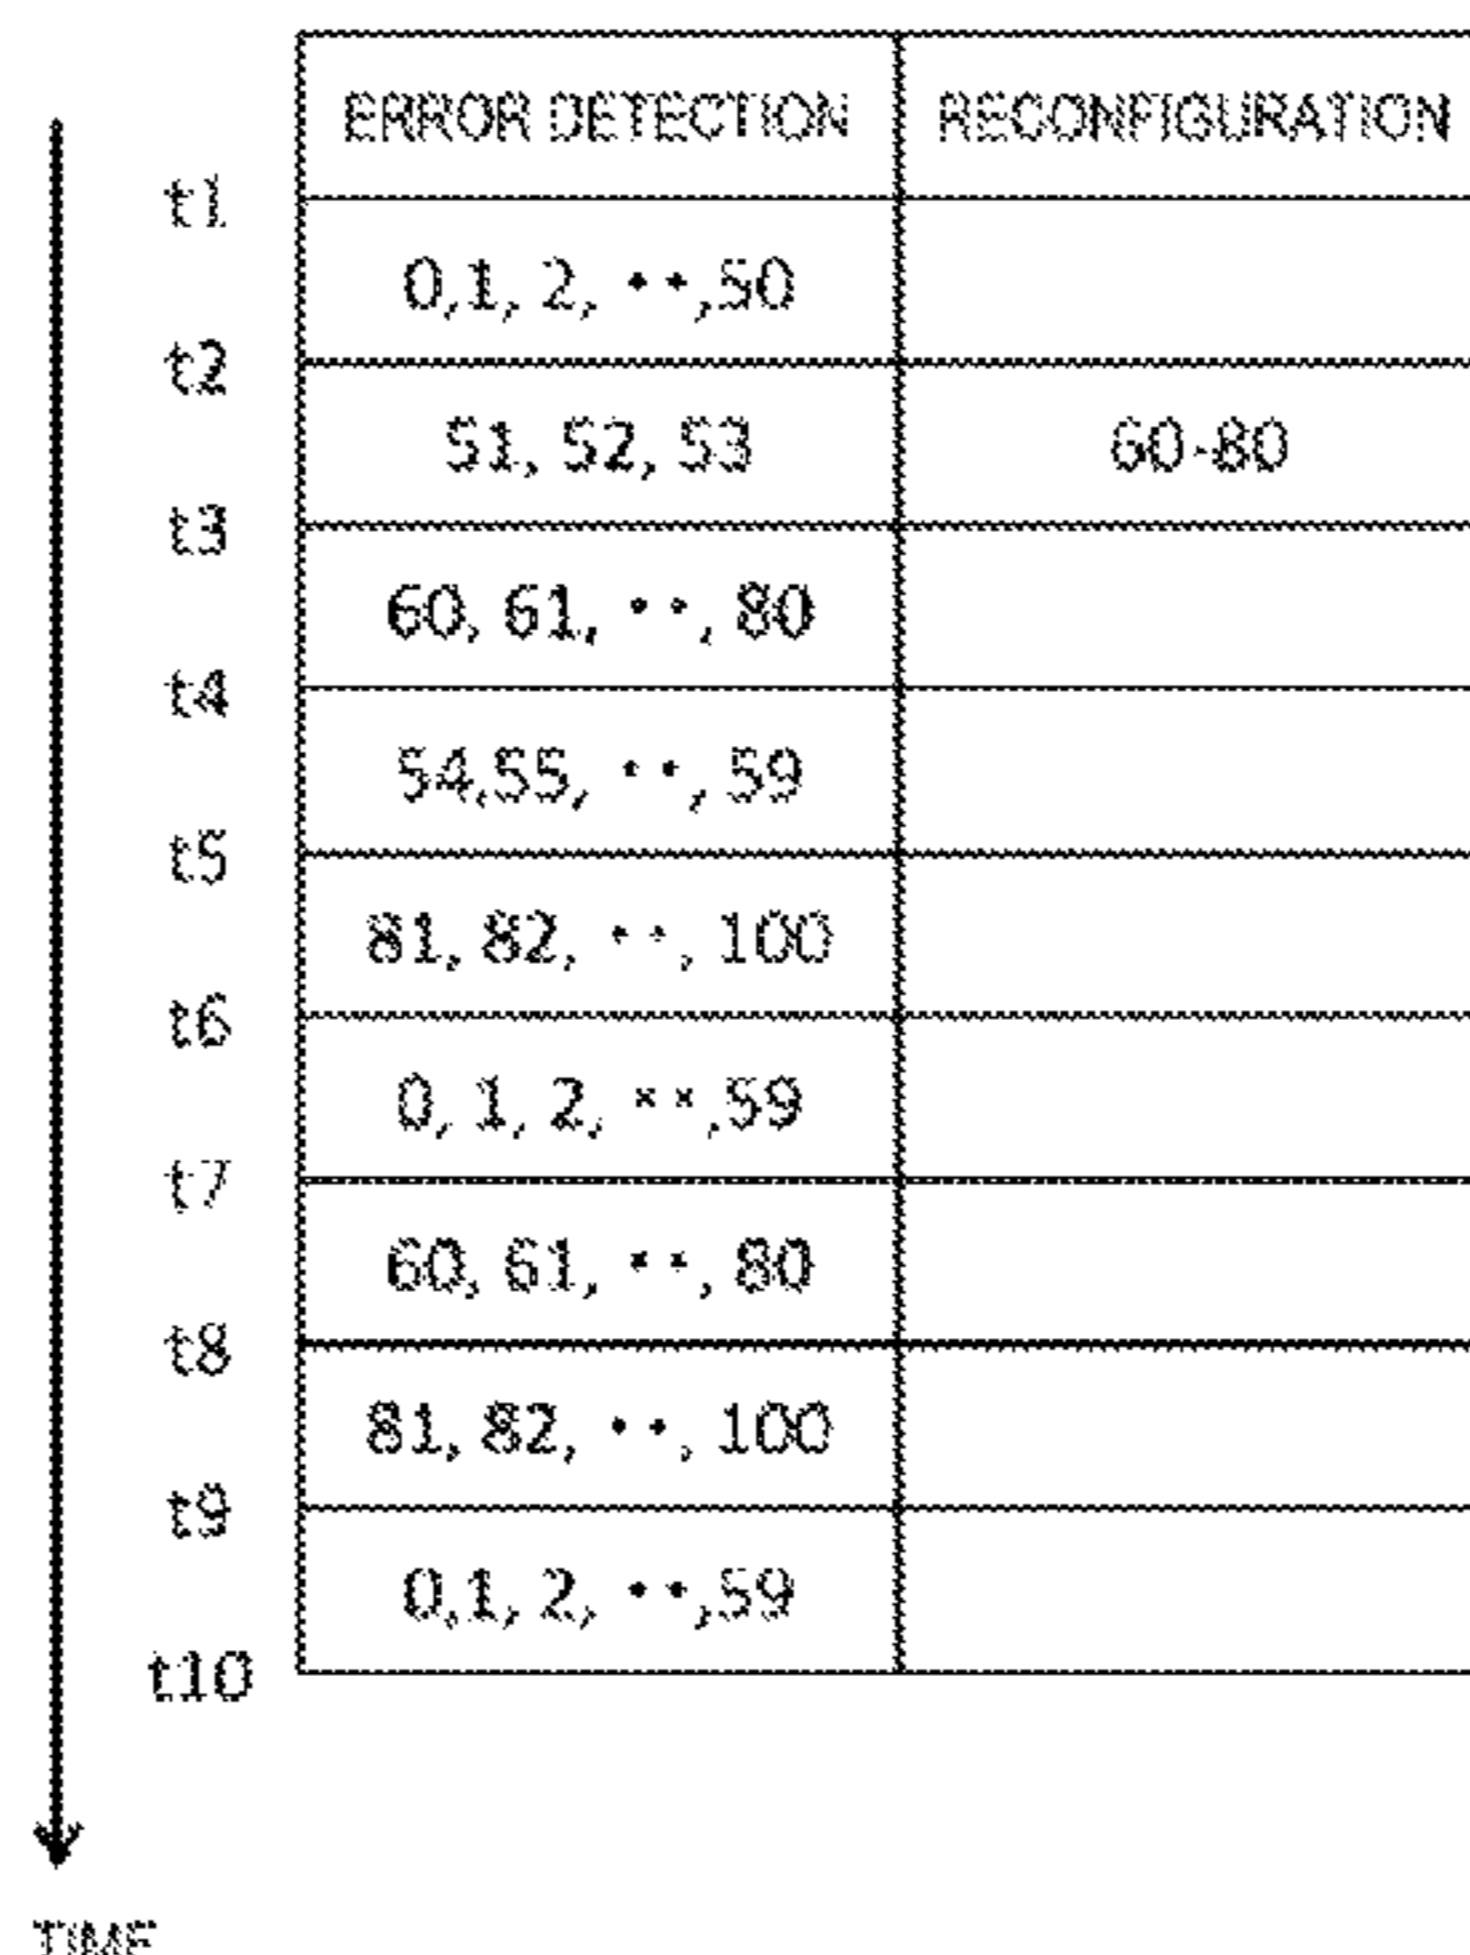 ERROR DETECTION RECONFIGURATION
t1
0,1, 2, ・・,50
t2
51, 52, 53 60-80
t3
60, 61, ・・, 80
t4
54,55, ・・, 59
t5
81, 82, ・・, 100
t6
0, 1, 2, ・・,59
t7
60, 61, ・・, 80
t8
81, 82, ・・, 100
t9
0,1, 2, ・・,59
t10
TIME